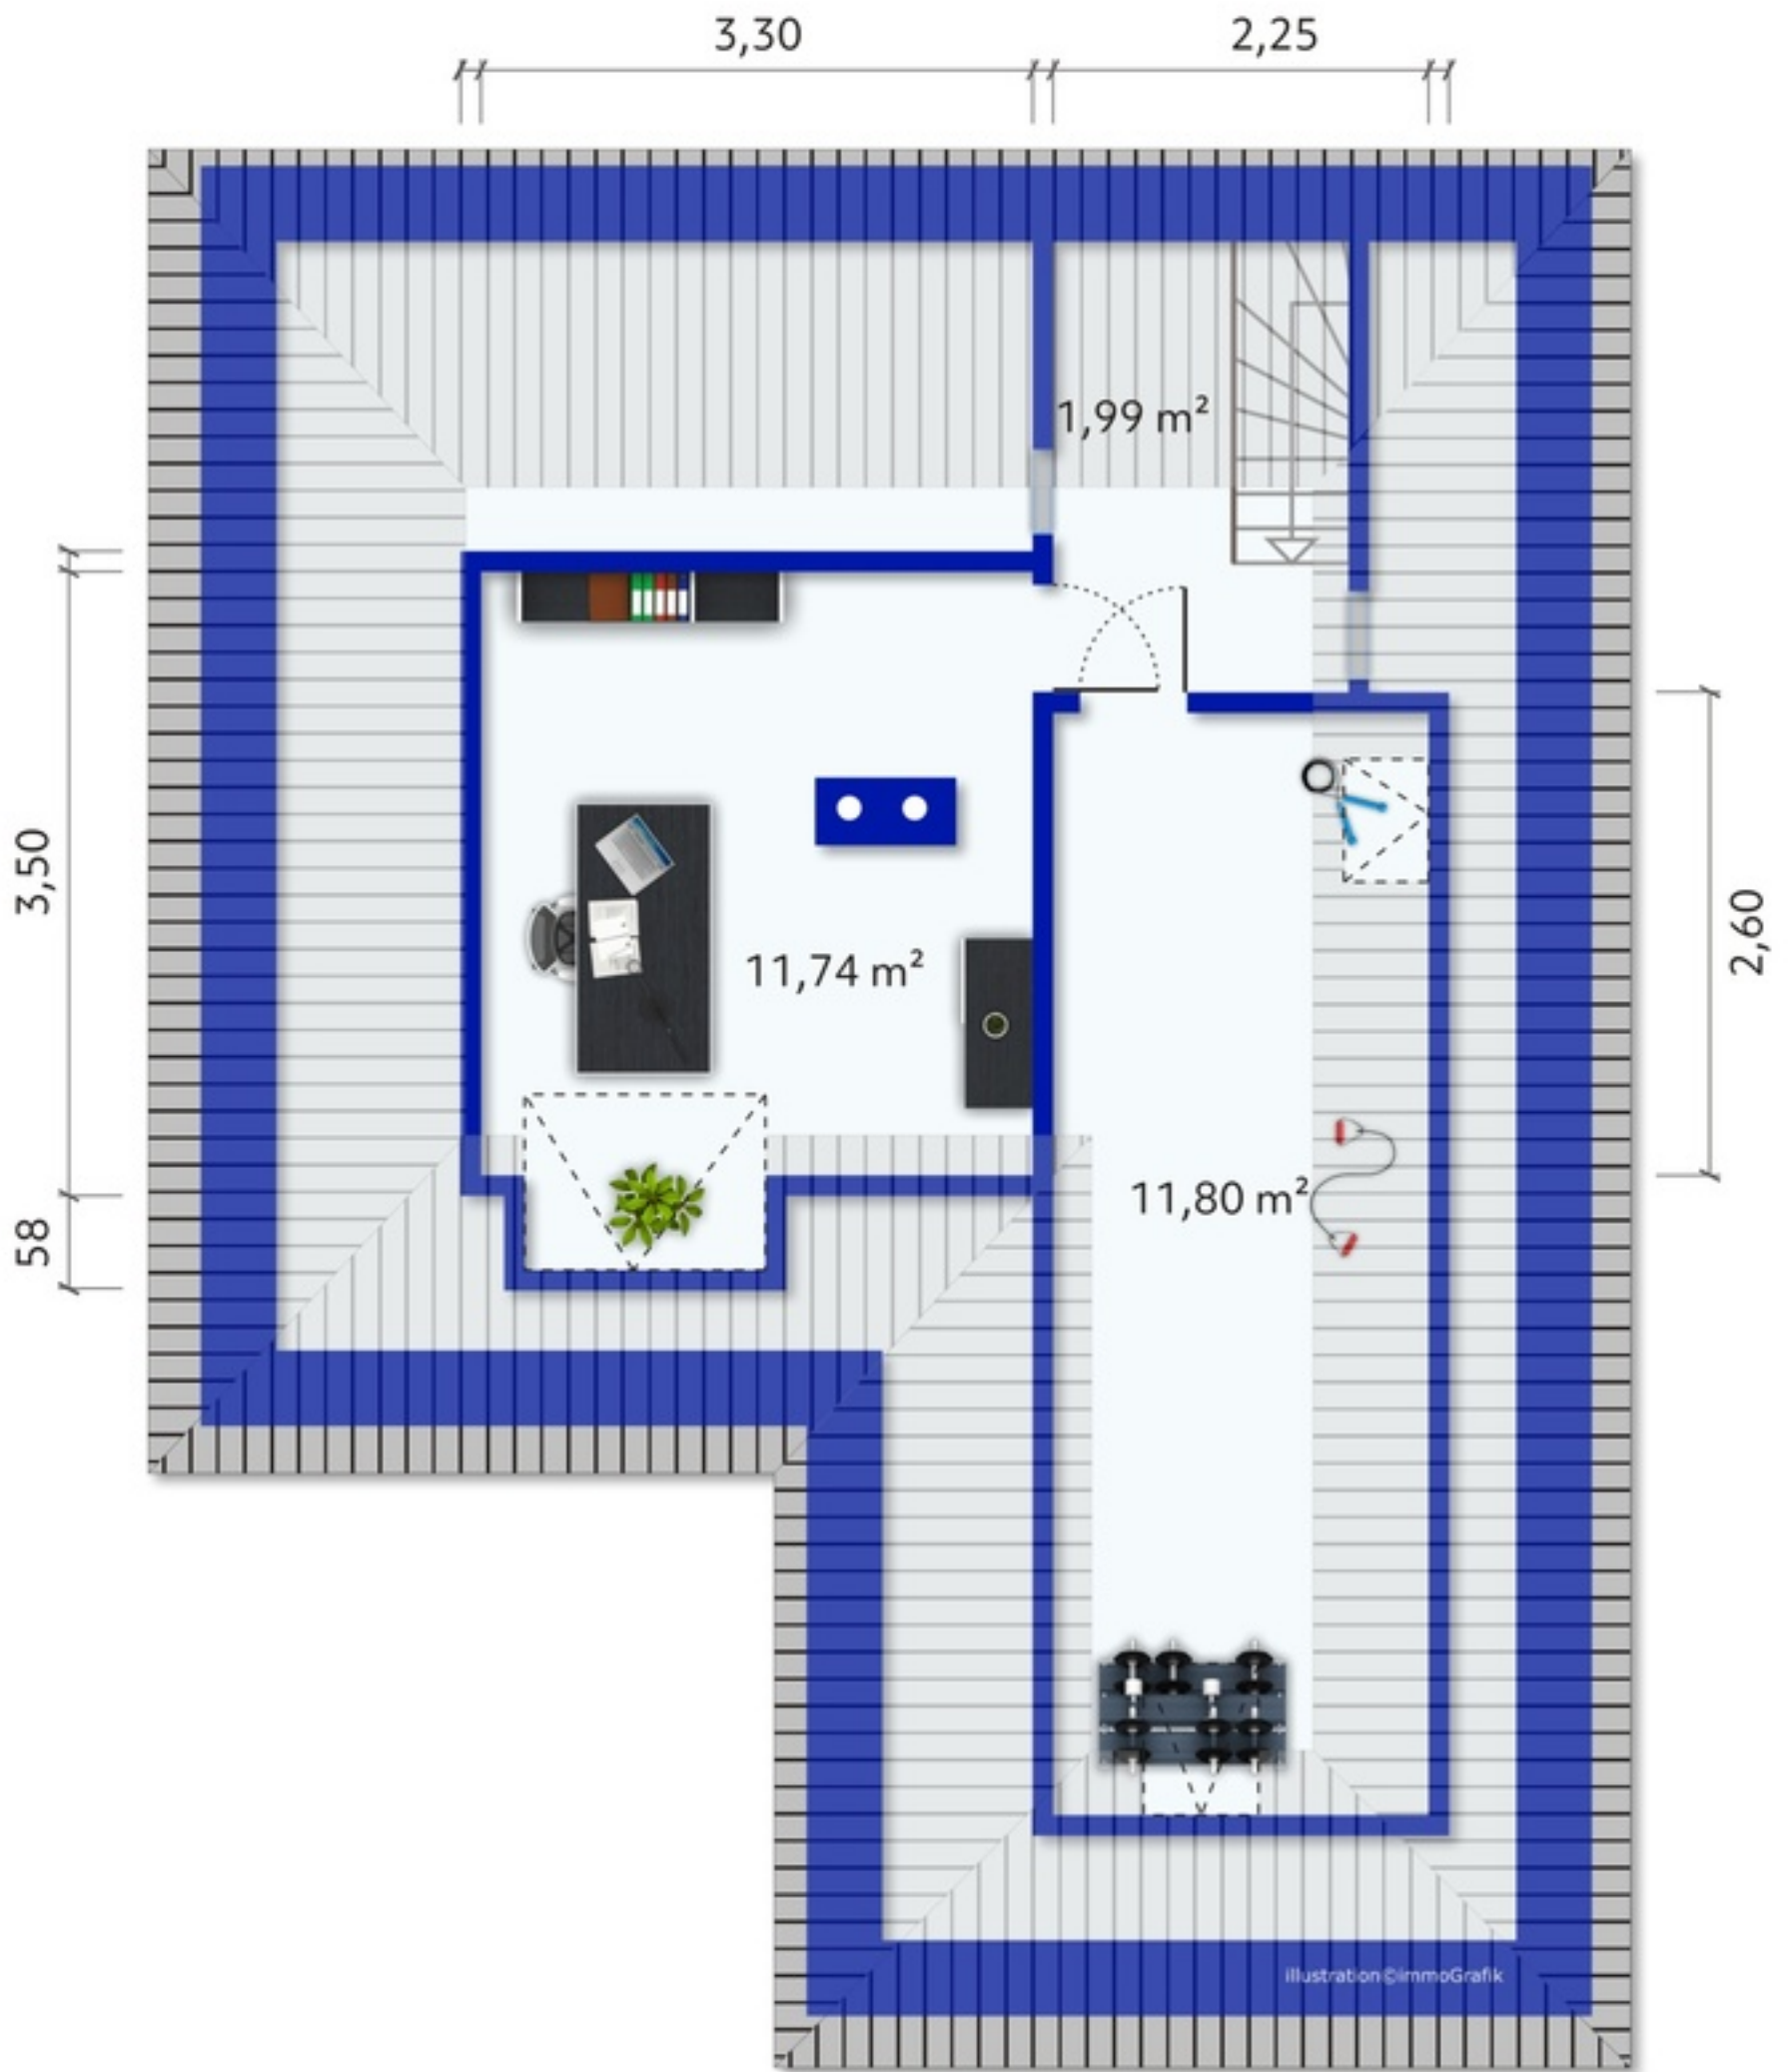 3,30
2,25
1,99 m²
3,50
2,60
11,74 m²
11,80 m²
58
illustration©immoGrafik